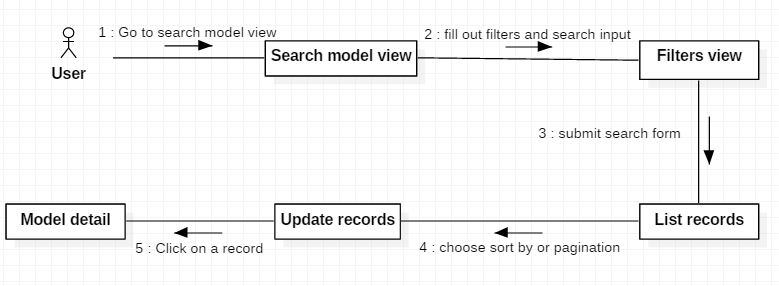 1 : Go to search model view
2 : fill out filters and search input
User
Search model view
Filters view
3 : submit search form
Model detail
Update records
List records
5 : Click on a record
4 : choose sort by or pagination